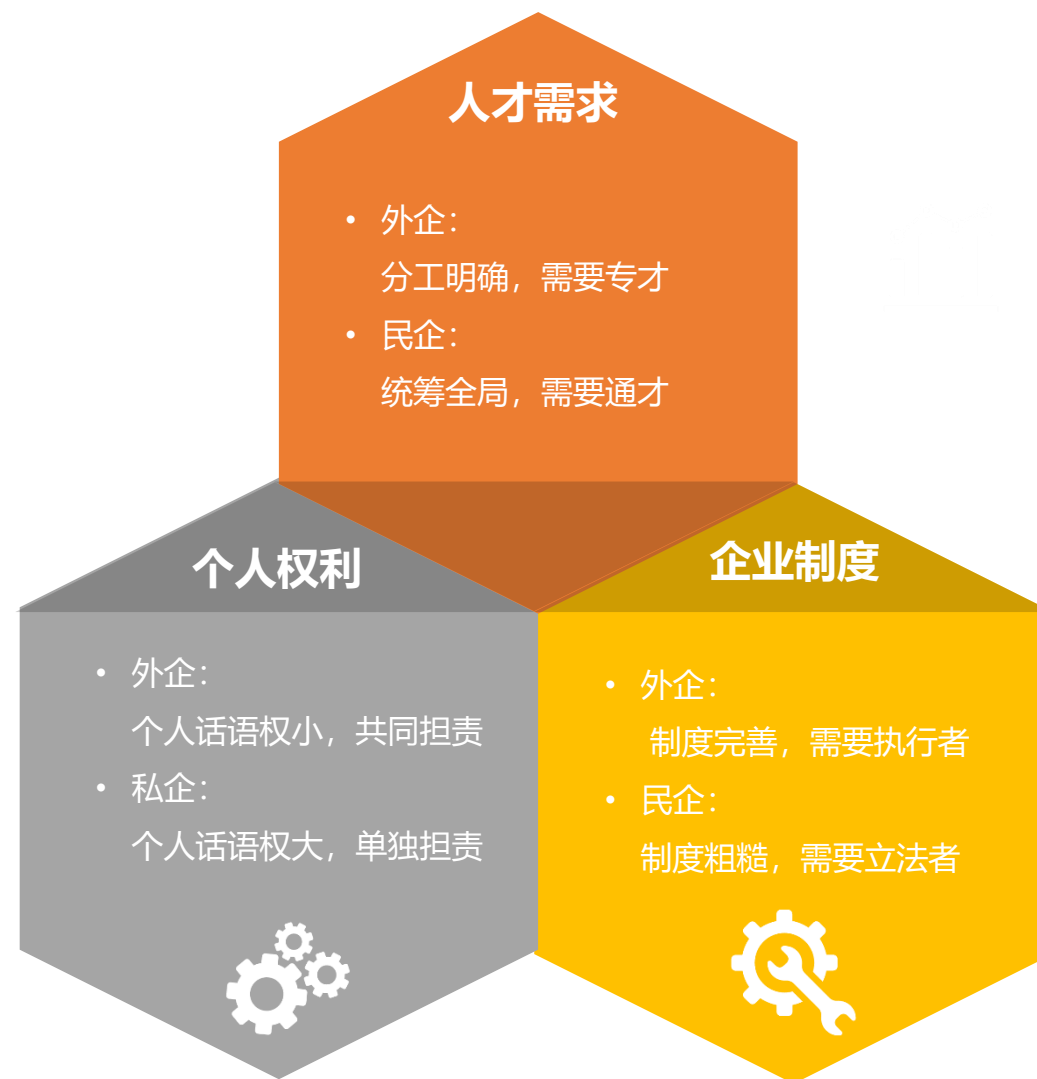 人才需求
• 外企：
分工明确，需要专才
• 民企：
统筹全局，需要通才
个人权利
• 外企：
个人话语权小，共同担责
• 私企：
个人话语权大，单独担责
企业制度
• 外企：
制度完善，需要执行者
• 民企：
制度粗糙，需要立法者